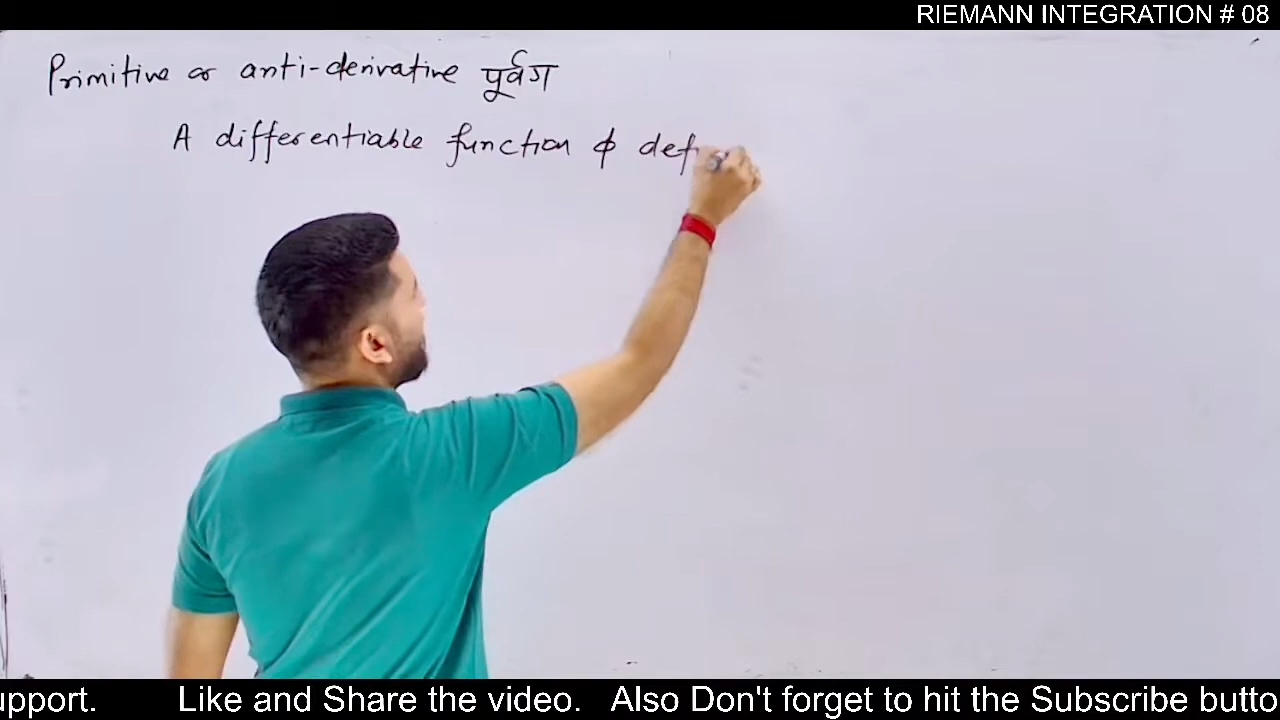 RIEMANN INTEGRATION # 08
Primitive or anti-derivative पूर्वज
A differentiable function ϕ def
upport. Like and Share the video. Also Don't forget to hit the Subscribe butto